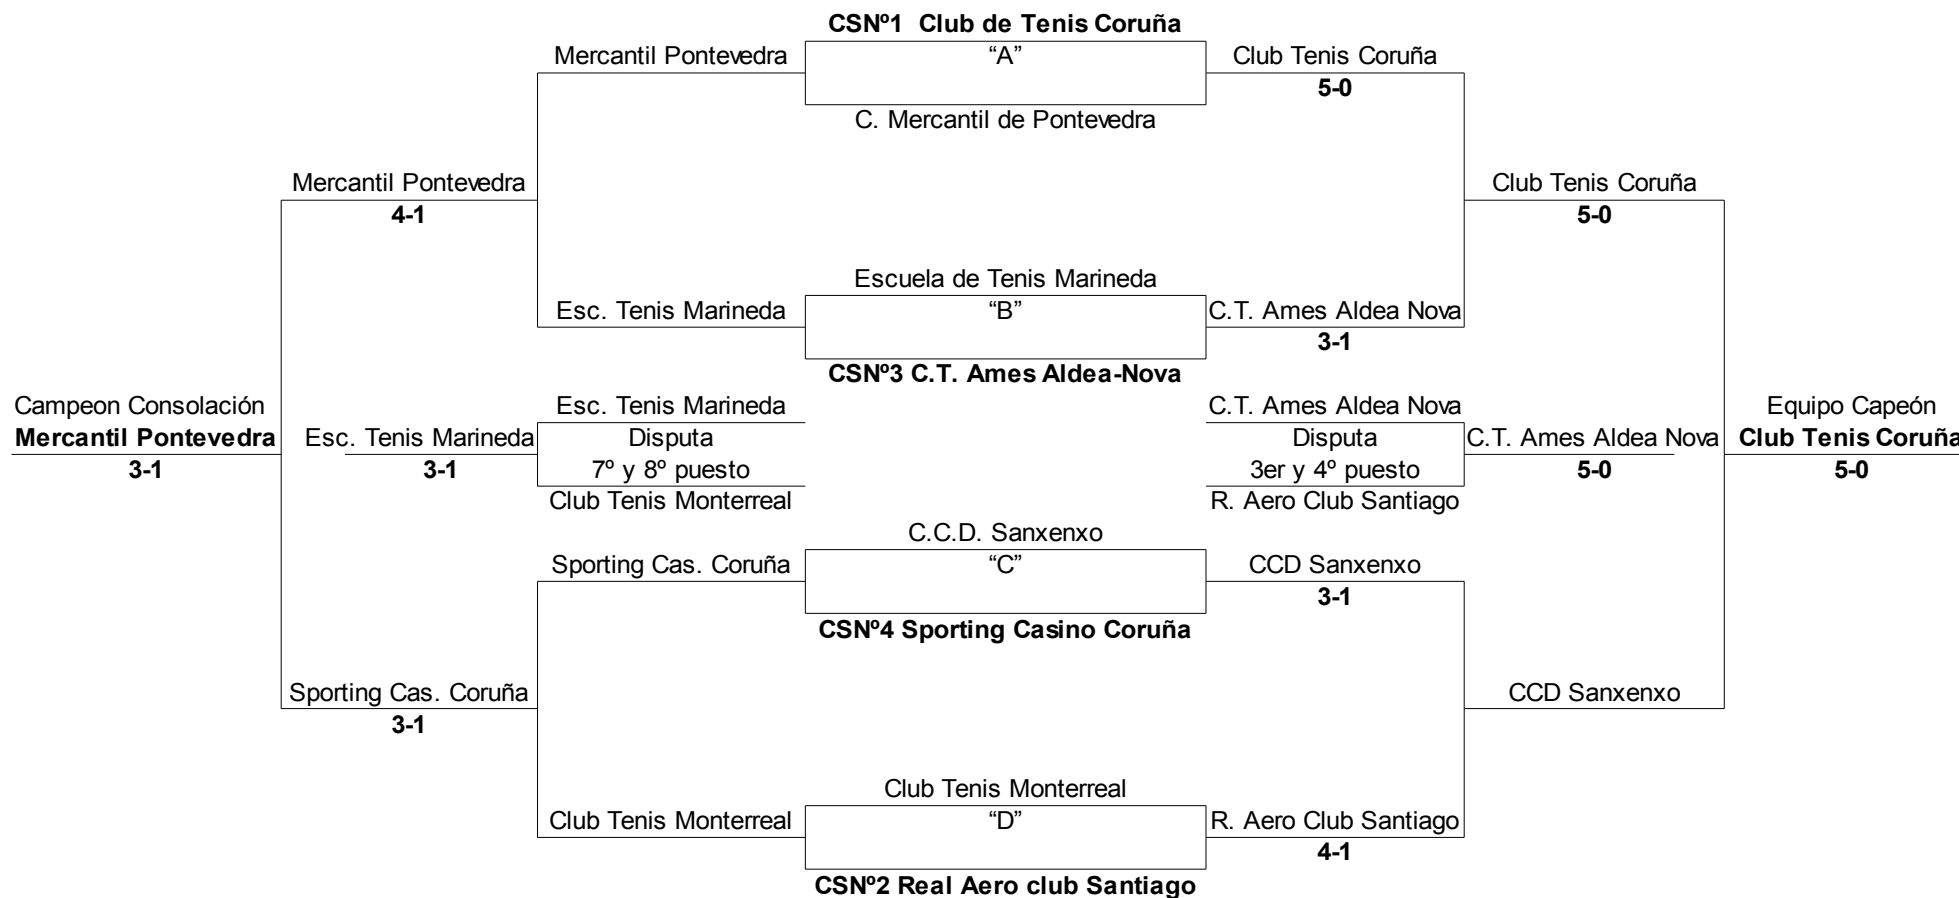 CSNº1 Club de Tenis Coruña
Mercantil Pontevedra
“A”
Club Tenis Coruña
5-0
C. Mercantil de Pontevedra
Mercantil Pontevedra
4-1
Club Tenis Coruña
5-0
Escuela de Tenis Marineda
Esc. Tenis Marineda
“B”
C.T. Ames Aldea Nova
3-1
CSNº3 C.T. Ames Aldea-Nova
Campeon Consolación
Mercantil Pontevedra
3-1
Esc. Tenis Marineda
3-1
Esc. Tenis Marineda
Disputa
7º y 8º puesto
Club Tenis Monterreal
C.T. Ames Aldea Nova
Disputa
3er y 4º puesto
R. Aero Club Santiago
C.T. Ames Aldea Nova
5-0
Equipo Capeón
Club Tenis Coruña
5-0
C.C.D. Sanxenxo
Sporting Cas. Coruña
“C”
CCD Sanxenxo
3-1
CSNº4 Sporting Casino Coruña
Sporting Cas. Coruña
3-1
CCD Sanxenxo
Club Tenis Monterreal
Club Tenis Monterreal
“D”
R. Aero Club Santiago
4-1
CSNº2 Real Aero club Santiago